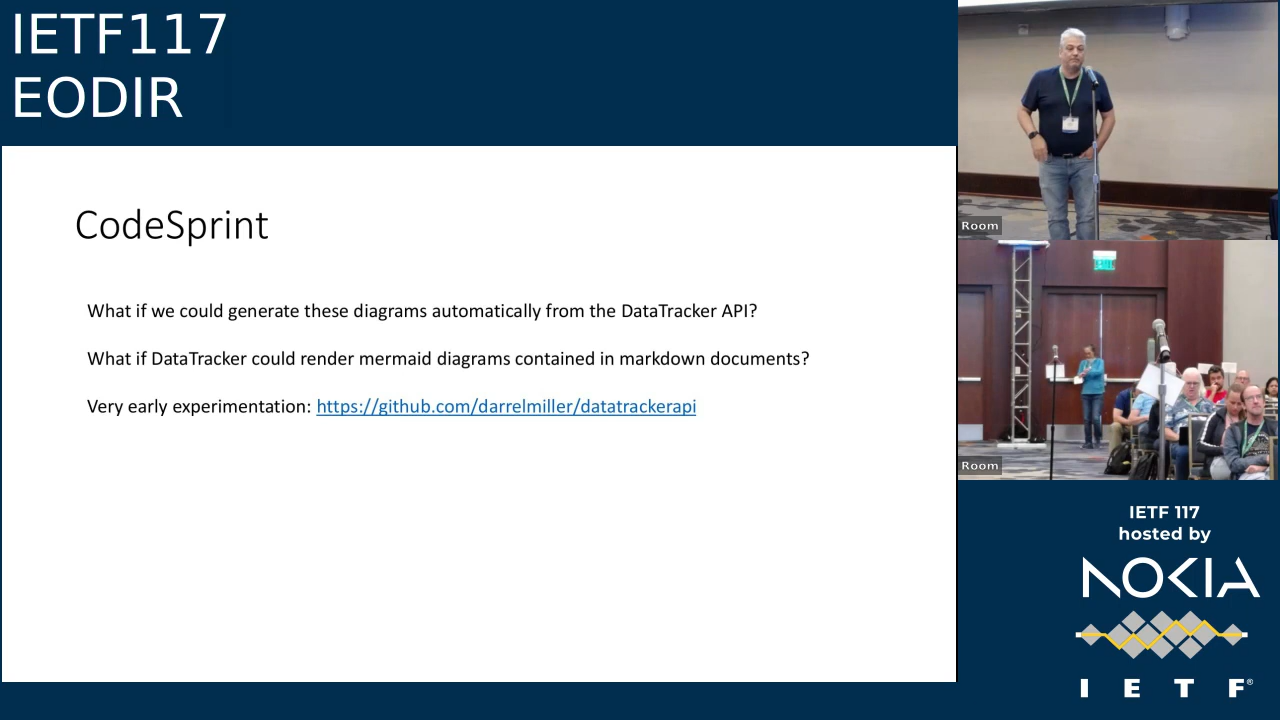 IETF117
EODIR
CodeSprint
What if we could generate these diagrams automatically from the DataTracker API?
What if DataTracker could render mermaid diagrams contained in markdown documents?
Very early experimentation: https://github.com/darrelmiller/datatrackerapi
Room
Room
IETF 117
hosted by
NOKIA
I E T F®